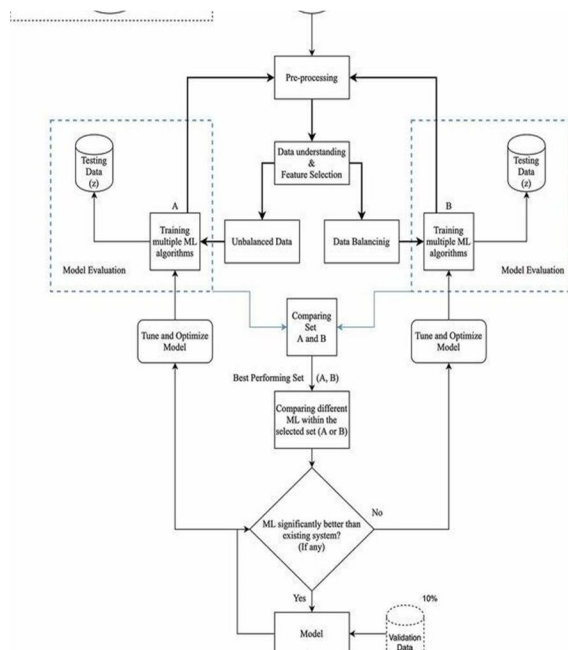 Pre-processing
Data understanding
&
Feature Selection
Testing
Data
(z)
Testing
Data
(z)
A
B
Training
multiple ML
algorithms
Unbalanced Data
Data Balancinig
Training
multiple ML
algorithms
Model Evaluation
Model Evaluation
Comparing
Set
A and B
Tune and Optimize
Model
Tune and Optimize
Model
Best Performing Set (A, B)
Comparing different
ML within the
selected set (A or B)
No
ML significantly better than
existing system?
(If any)
Yes
10%
Model
Validation
Data